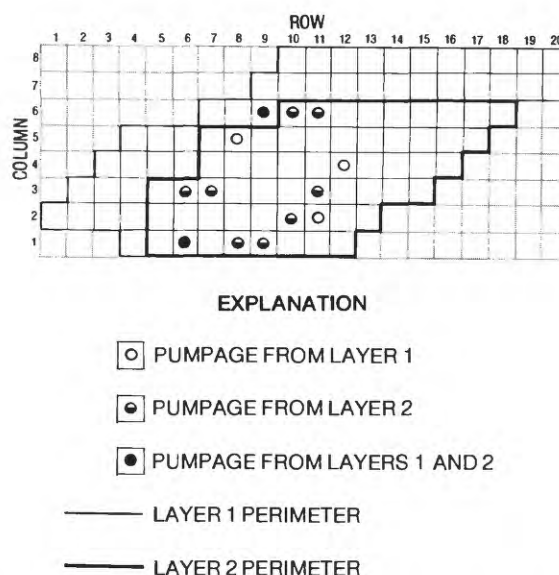 ROW
1 2 3 4 5 6 7 8 9 10 11 12 13 14 15 16 17 18 19 20
COLUMN
8
7
6
5
4
3
2
1
EXPLANATION
PUMPAGE FROM LAYER 1
PUMPAGE FROM LAYER 2
PUMPAGE FROM LAYERS 1 AND 2
LAYER 1 PERIMETER
LAYER 2 PERIMETER